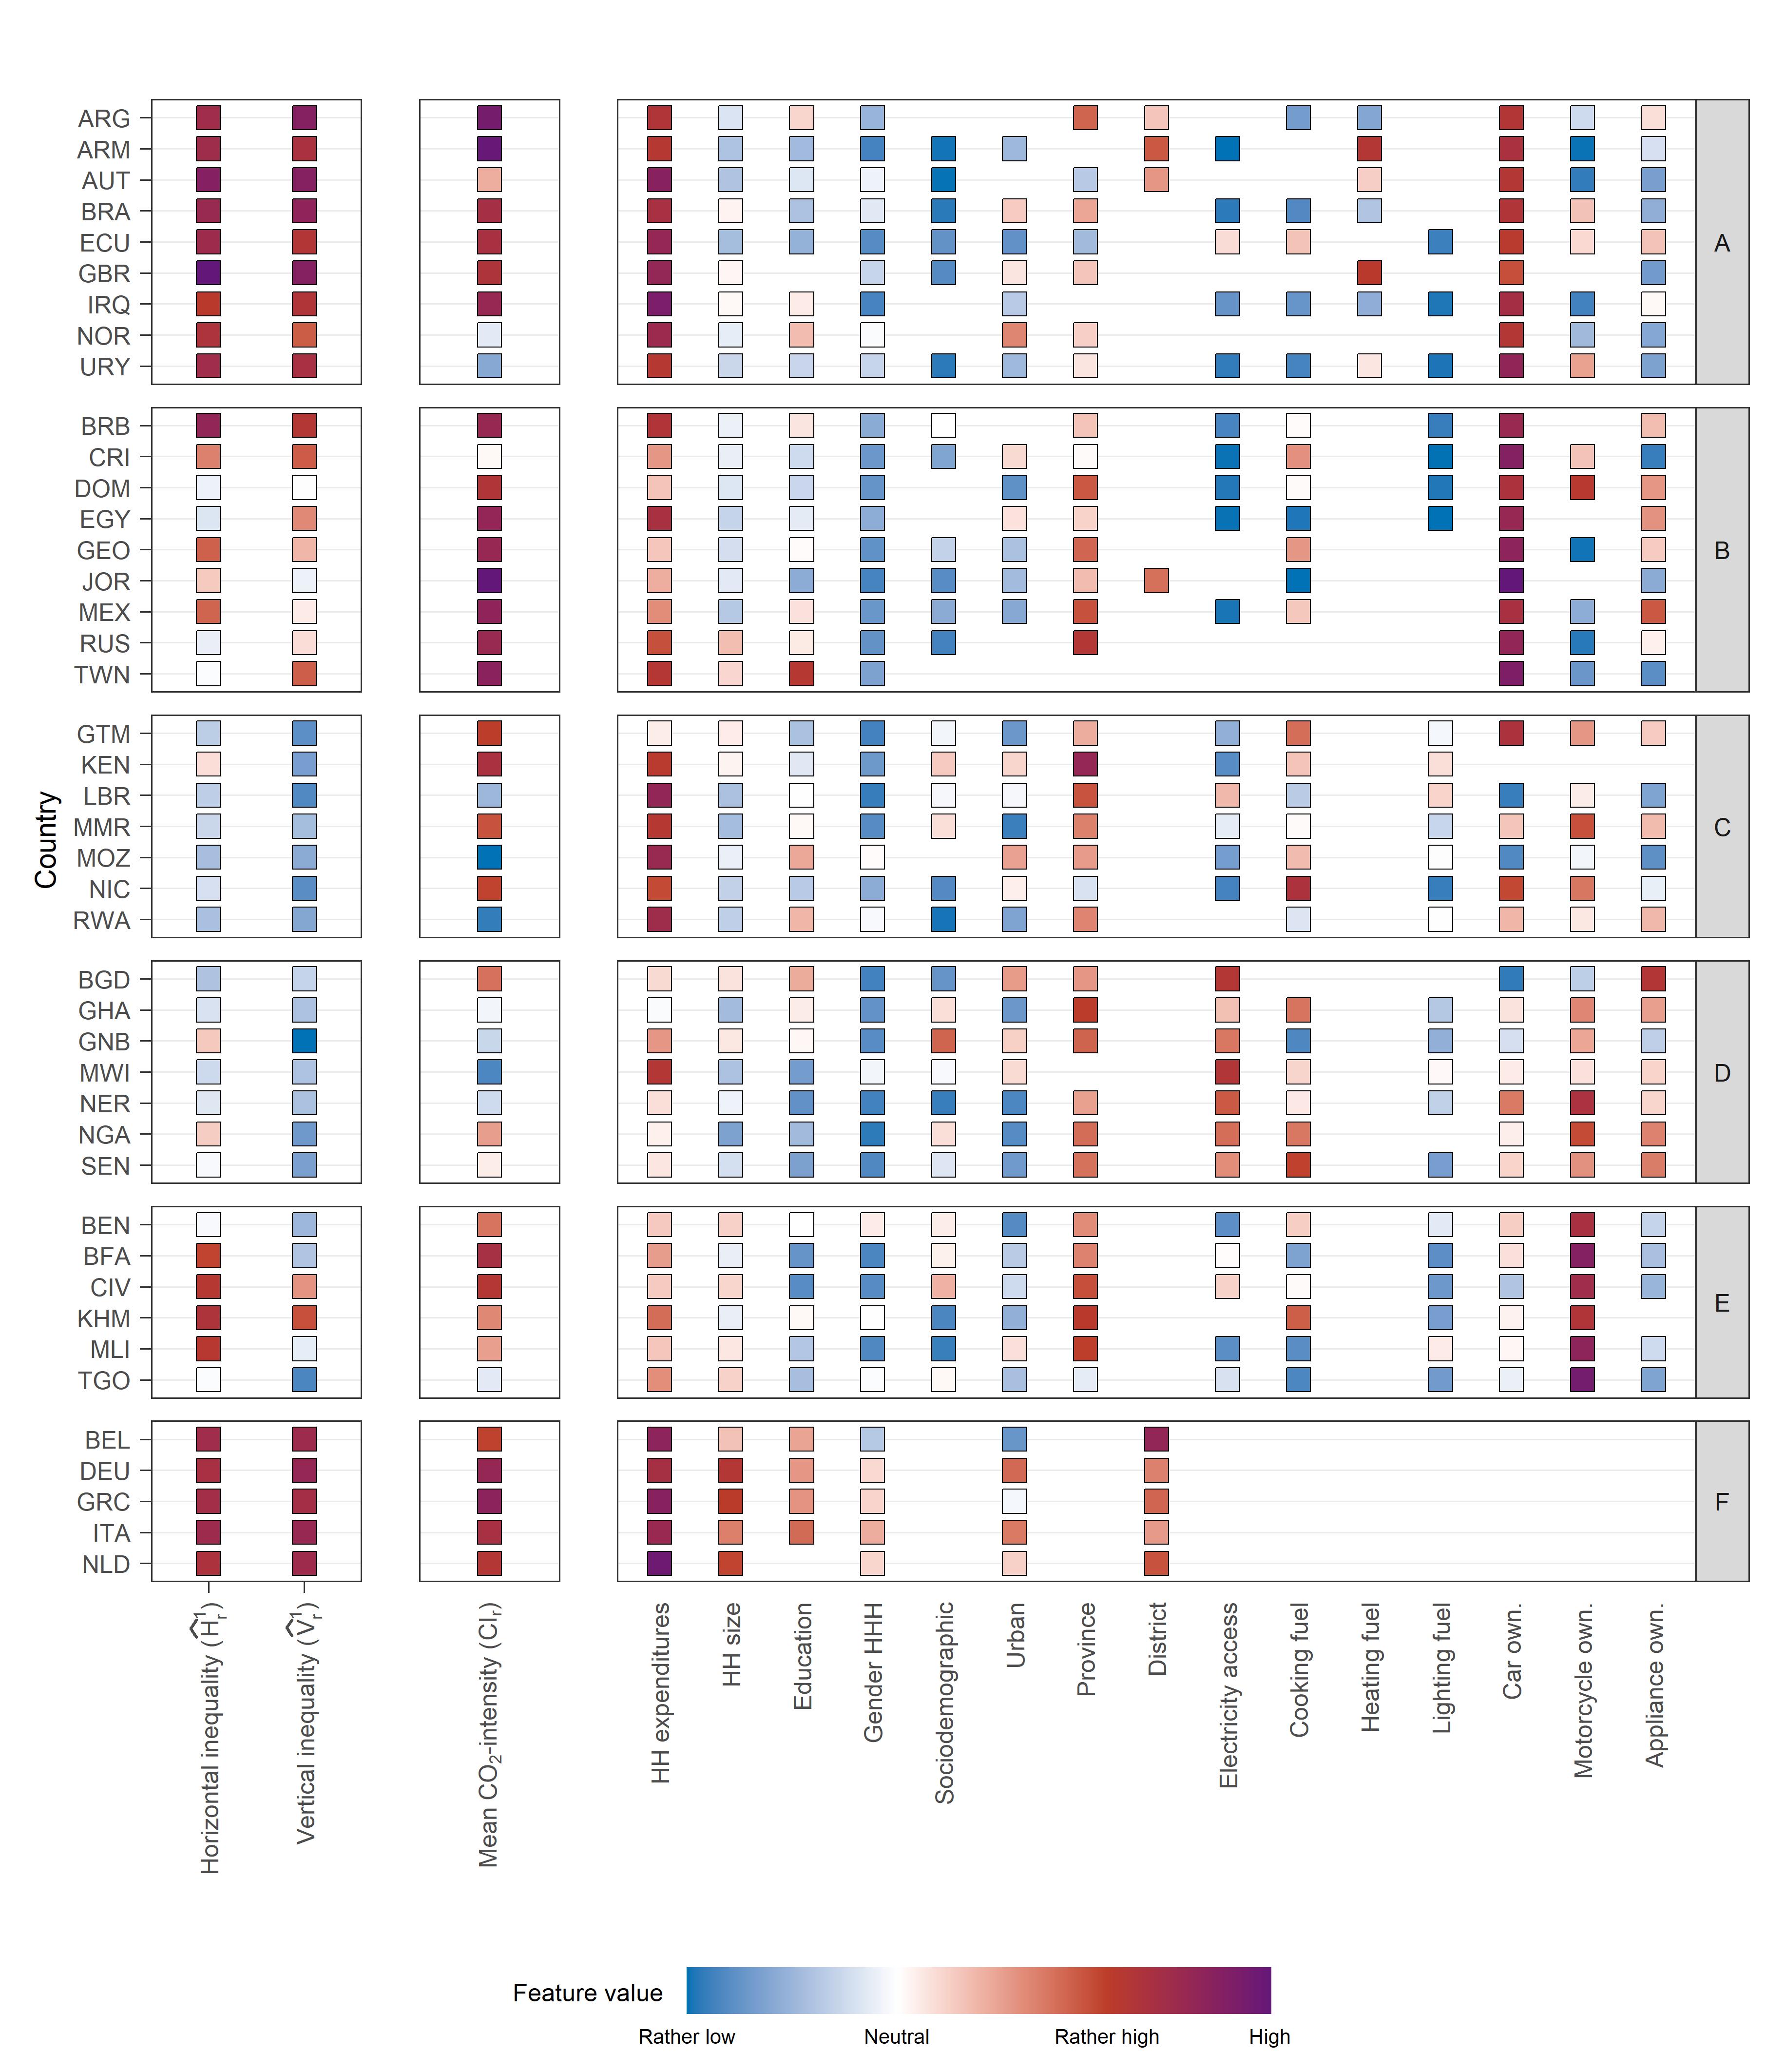 ARG
ARM
AUT
BRA
ECU
GBR
IRQ
NOR
URY
A
BRB
CRI
DOM
EGY
GEO
JOR
MEX
RUS
TWN
B
GTM
KEN
LBR
MMR
MOZ
NIC
RWA
C
BGD
GHA
GNB
MWI
NER
NGA
SEN
D
BEN
BFA
CIV
KHM
MLI
TGO
E
BEL
DEU
GRC
ITA
NLD
F
Country
Horizontal inequality (Ĥ¹ᵣ)
Vertical inequality (V̂¹ᵣ)
Mean CO₂-intensity (CIᵣ)
HH expenditures
HH size
Education
Gender HHH
Sociodemographic
Urban
Province
District
Electricity access
Cooking fuel
Heating fuel
Lighting fuel
Car own.
Motorcycle own.
Appliance own.
Feature value
Rather low Neutral Rather high High